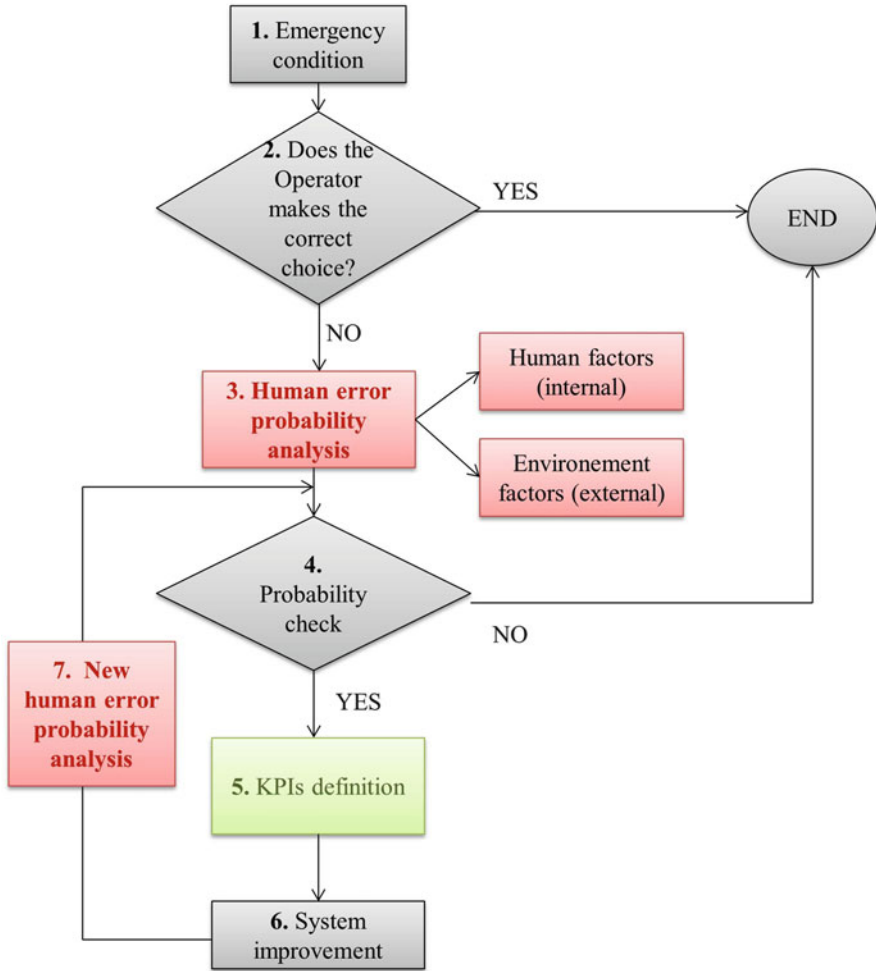 1. Emergency
condition
2. Does the
Operator
makes the
correct
choice?
YES
END
NO
3. Human error
probability
analysis
Human factors
(internal)
Environement
factors (external)
4.
Probability
check
NO
7. New
human error
probability
analysis
YES
5. KPIs definition
6. System
improvement